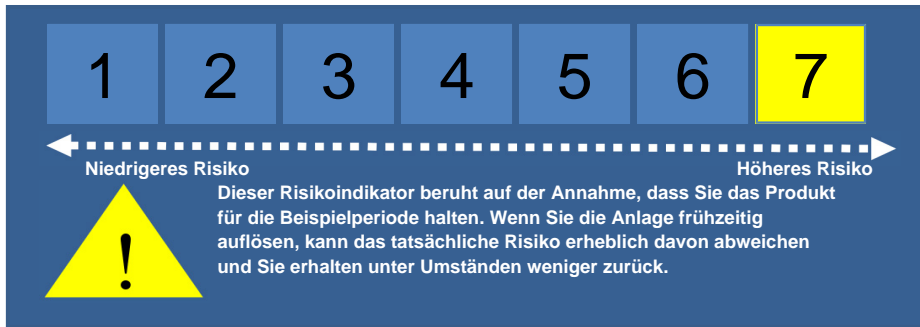 1 2 3 4 5 6 7
Niedrigeres Risiko Höheres Risiko
Dieser Risikoindikator beruht auf der Annahme, dass Sie das Produkt
für die Beispielperiode halten. Wenn Sie die Anlage frühzeitig
auflösen, kann das tatsächliche Risiko erheblich davon abweichen
und Sie erhalten unter Umständen weniger zurück.
!